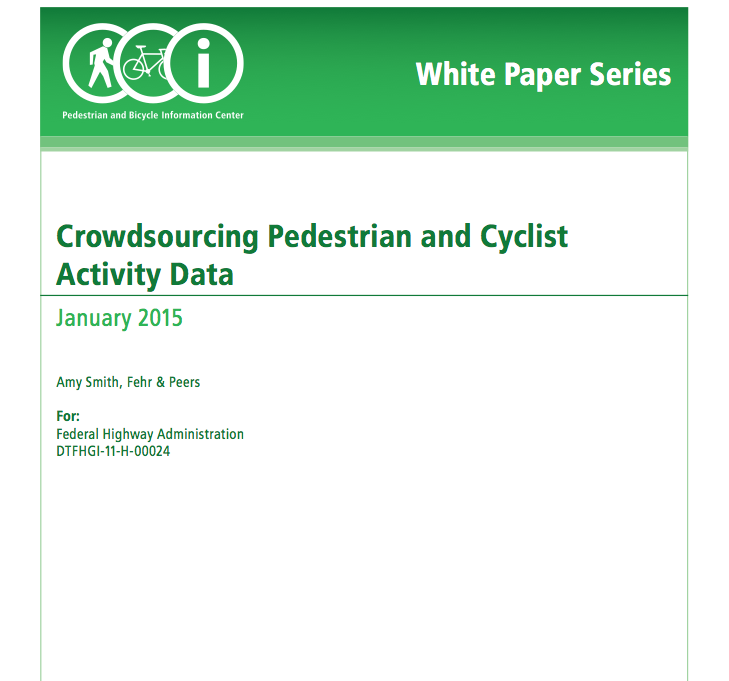 Pedestrian and Bicycle Information Center
White Paper Series
Crowdsourcing Pedestrian and Cyclist
Activity Data
January 2015
Amy Smith, Fehr & Peers
For:
Federal Highway Administration
DTFHGI-11-H-00024